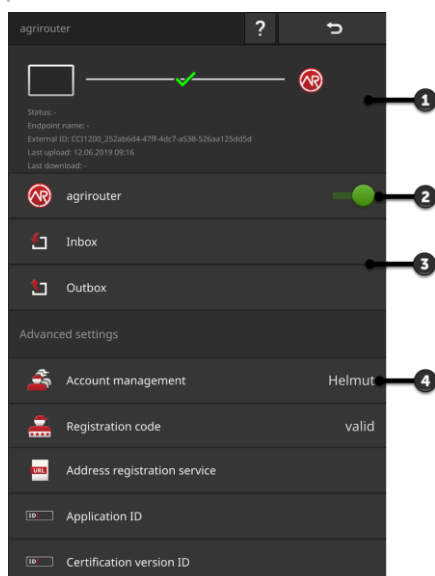 agrirouter
?
AR
1
Status: -
Endpoint name: -
External ID: CCI1200_252ab6d4-47ff-4dc7-a538-526aa125dd5d
Last upload: 12.06.2019 09:16
Last download: -
AR agrirouter
2
Inbox
3
Outbox
Advanced settings
Account management Helmut
4
Registration code valid
URL Address registration service
ID Application ID
ID Certification version ID